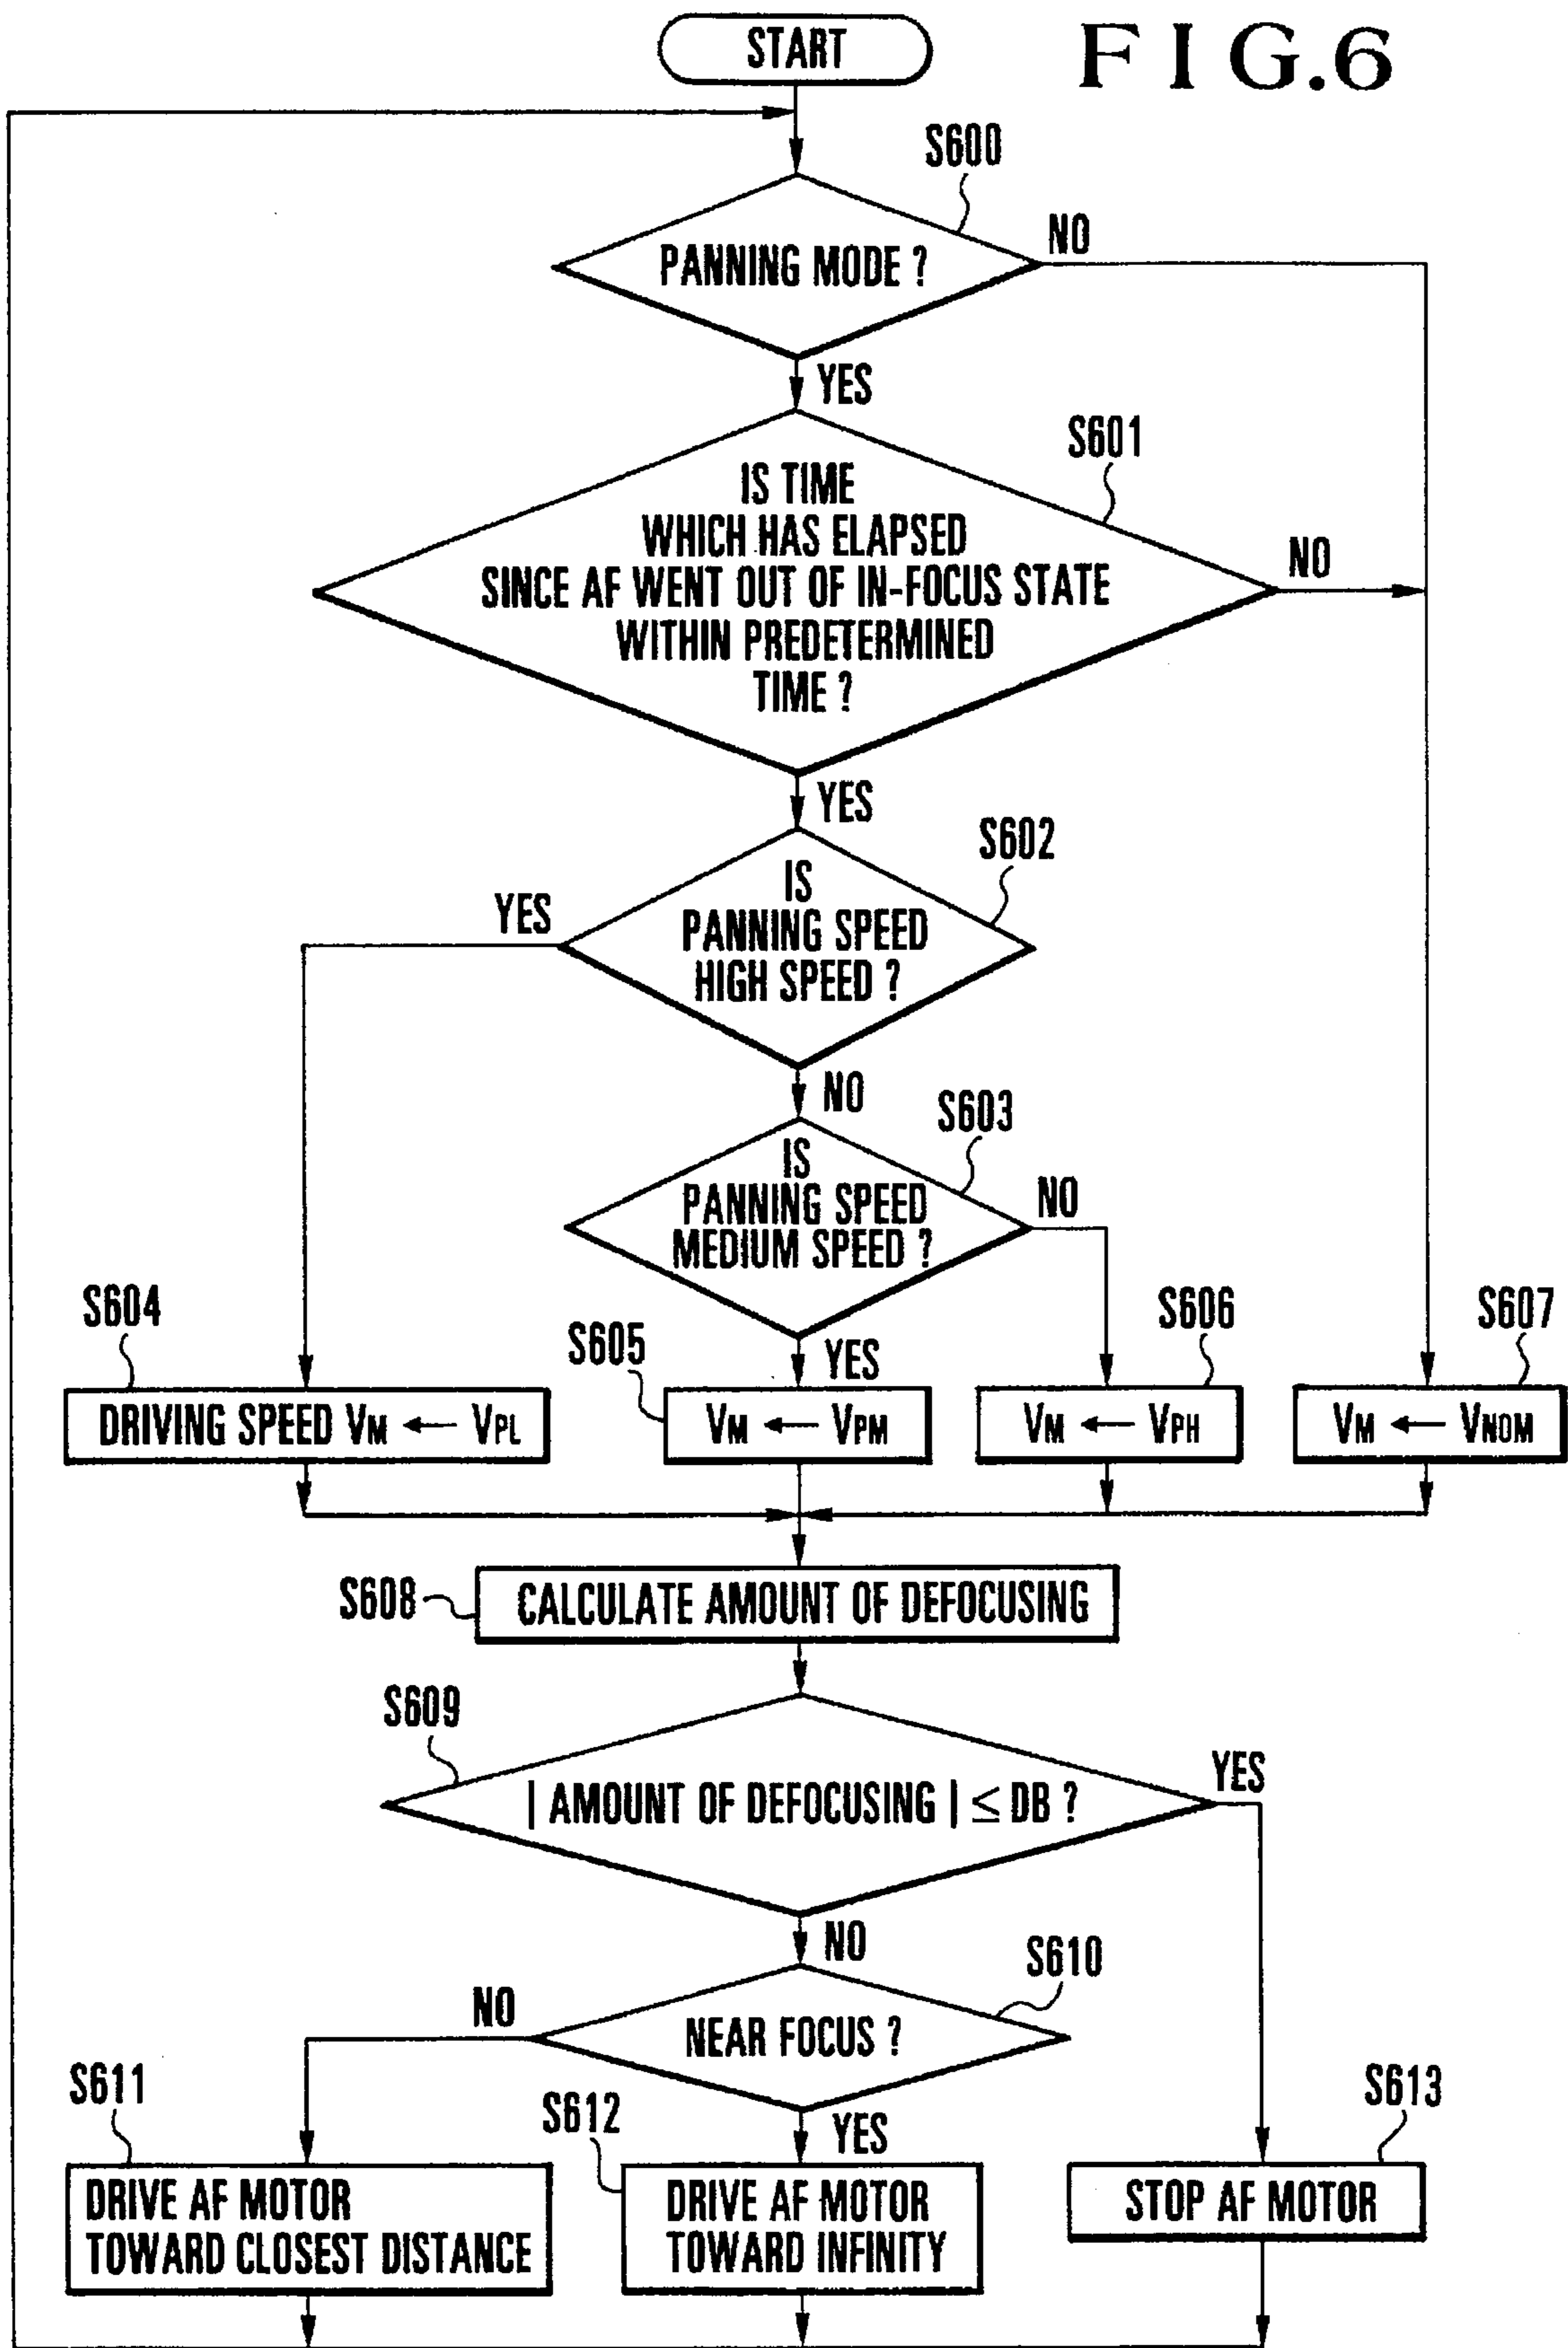 START
FIG.6
S600
PANNING MODE ?
NO
YES
S601
IS TIME
WHICH HAS ELAPSED
SINCE AF WENT OUT OF IN-FOCUS STATE
WITHIN PREDETERMINED
TIME ?
NO
YES
S602
IS
PANNING SPEED
HIGH SPEED ?
YES
NO
S603
IS
PANNING SPEED
MEDIUM SPEED ?
NO
YES
S604
DRIVING SPEED VM ← VPL
S605
VM ← VPM
S606
VM ← VPH
S607
VM ← VNOM
S608
CALCULATE AMOUNT OF DEFOCUSING
S609
| AMOUNT OF DEFOCUSING | ≤ DB ?
YES
NO
S610
NEAR FOCUS ?
NO
YES
S611
DRIVE AF MOTOR
TOWARD CLOSEST DISTANCE
S612
DRIVE AF MOTOR
TOWARD INFINITY
S613
STOP AF MOTOR